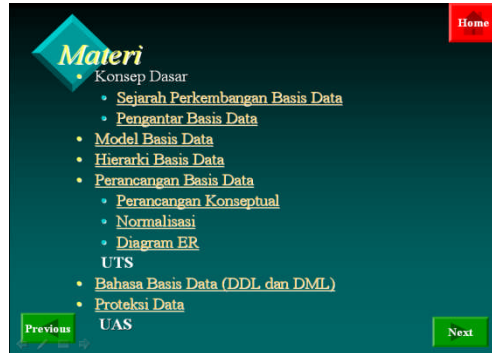 Home
Materi
Konsep Dasar
Sejarah Perkembangan Basis Data
Pengantar Basis Data
Model Basis Data
Hierarki Basis Data
Perancangan Basis Data
Perancangan Konseptual
Normalisasi
Diagram ER
UTS
Bahasa Basis Data (DDL dan DML)
Proteksi Data
UAS
Previous
Next